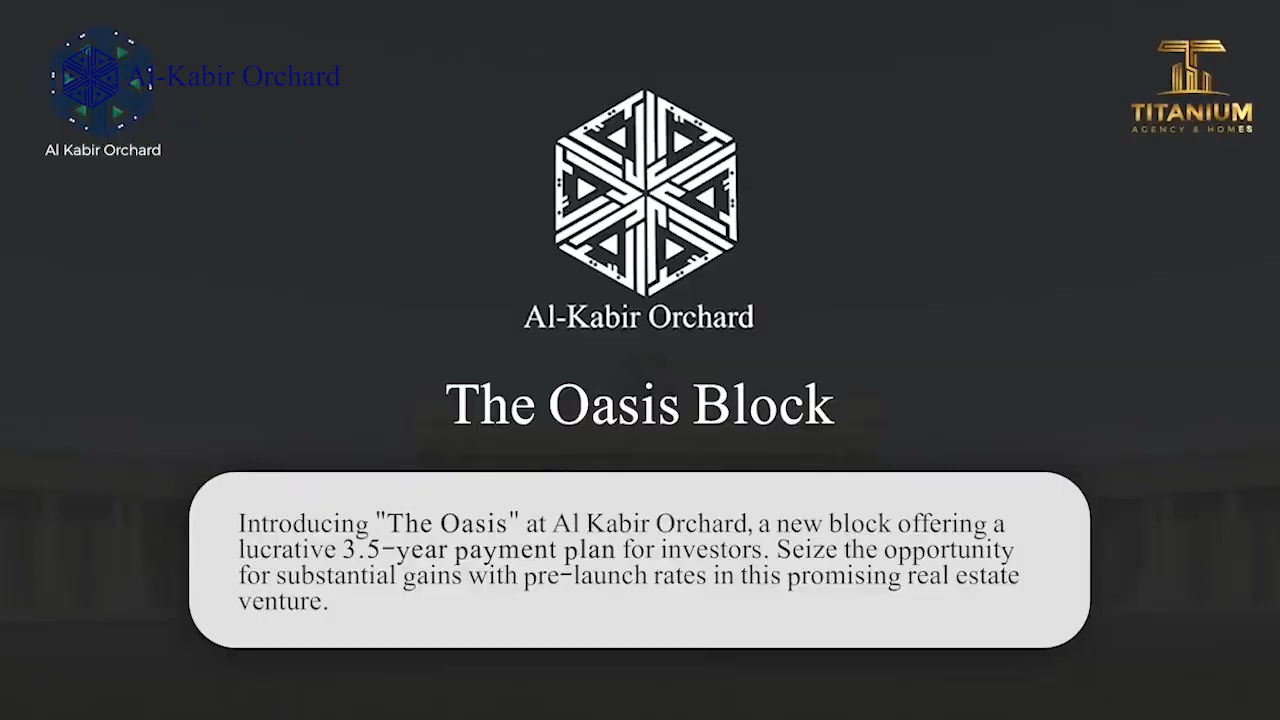 Al-Kabir Orchard
Al Kabir Orchard
TITANIUM
AGENCY & HOMES
Al-Kabir Orchard
The Oasis Block
Introducing "The Oasis" at Al Kabir Orchard, a new block offering a
lucrative 3.5-year payment plan for investors. Seize the opportunity
for substantial gains with pre-launch rates in this promising real estate
venture.